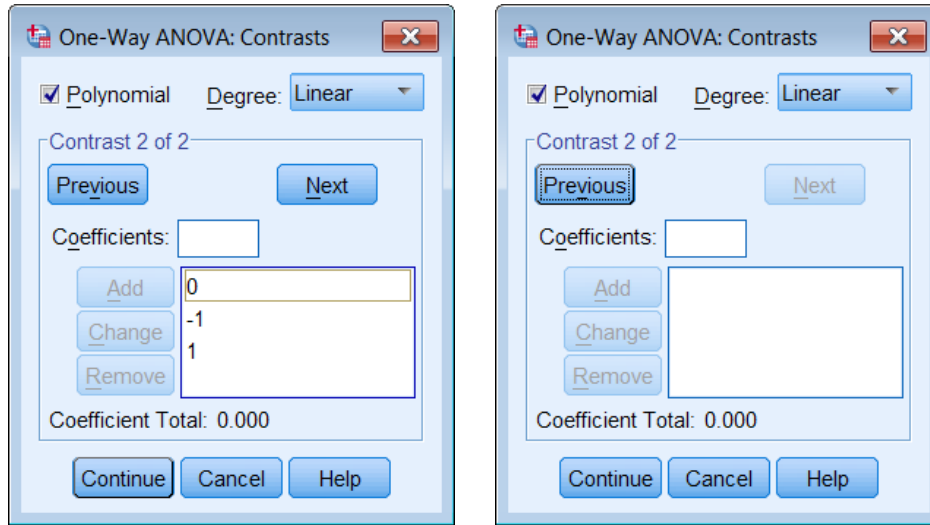 One-Way ANOVA: Contrasts
Polynomial Degree: Linear
Contrast 2 of 2
Previous Next
Coefficients:
Add
0
Change
-1
1
Remove
Coefficient Total: 0.000
Continue Cancel Help
One-Way ANOVA: Contrasts
Polynomial Degree: Linear
Contrast 2 of 2
Previous Next
Coefficients:
Add
Change
Remove
Coefficient Total: 0.000
Continue Cancel Help